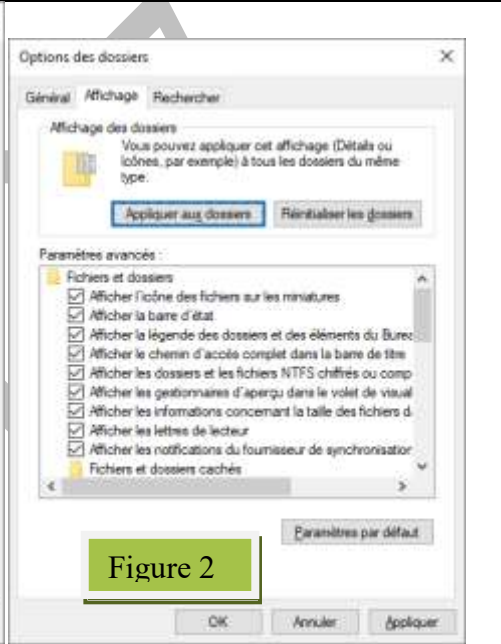 Options des dossiers
Général Affichage Rechercher
Affichage des dossiers
Vous pouvez appliquer cet affichage (Détails ou
icônes, par exemple) à tous les dossiers du même
type.
Appliquer aux dossiers Réinitialiser les dossiers
Paramètres avancés :
Fichiers et dossiers
Afficher l'icône des fichiers sur les miniatures
Afficher la barre d'état
Afficher la légende des dossiers et des éléments du Burea
Afficher le chemin d'accès complet dans la barre de titre
Afficher les dossiers et les fichiers NTFS chiffrés ou comp
Afficher les gestionnaires d'aperçu dans le volet de visual
Afficher les informations concernant la taille des fichiers d
Afficher les lettres de lecteur
Afficher les notifications du fournisseur de synchronisation
Fichiers et dossiers cachés
Paramètres par défaut
Figure 2
OK Annuler Appliquer